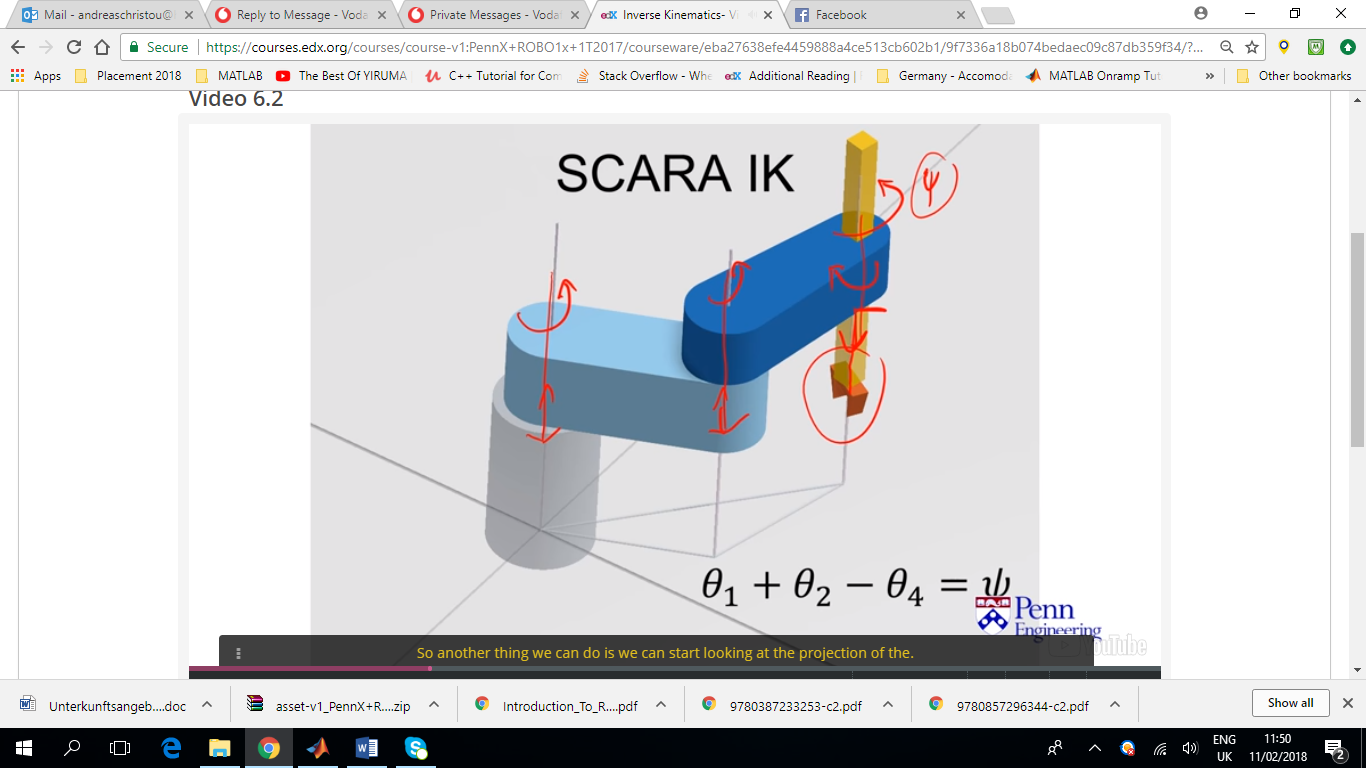 Mail - andreaschristou@
Reply to Message - Voda
Private Messages - Voda
edX Inverse Kinematics- Vi
Facebook
Secure
https://courses.edx.org/courses/course-v1:PennX+ROBO1x+1T2017/courseware/eba27638efe4459888a4ce513cb602b1/9f7336a18b074bedaec09c87db359f34/?...
Apps
Placement 2018
MATLAB
The Best Of YIRUMA
C++ Tutorial for Com
Stack Overflow - Whe
edX Additional Reading |
Germany - Accomoda
MATLAB Onramp Tut
»
Other bookmarks
Video 6.2
SCARA IK
ψ
θ₁ + θ₂ − θ₄ = ψ
Penn
Engineering
YouTube
So another thing we can do is we can start looking at the projection of the.
Unterkunftsangeb....doc
asset-v1_PennX+R....zip
Introduction_To_R....pdf
9780387233253-c2.pdf
9780857296344-c2.pdf
Show all
ENG
UK
11:50
11/02/2018
2